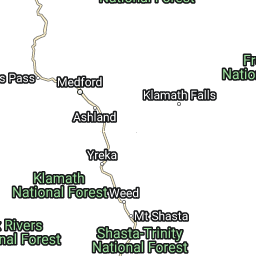 National Forest
s Pass
Medford
Fr
Nation
Klamath Falls
Ashland
Yreka
Klamath
National Forest
Weed
Mt Shasta
t Rivers
nal Forest
Shasta-Trinity
National Forest